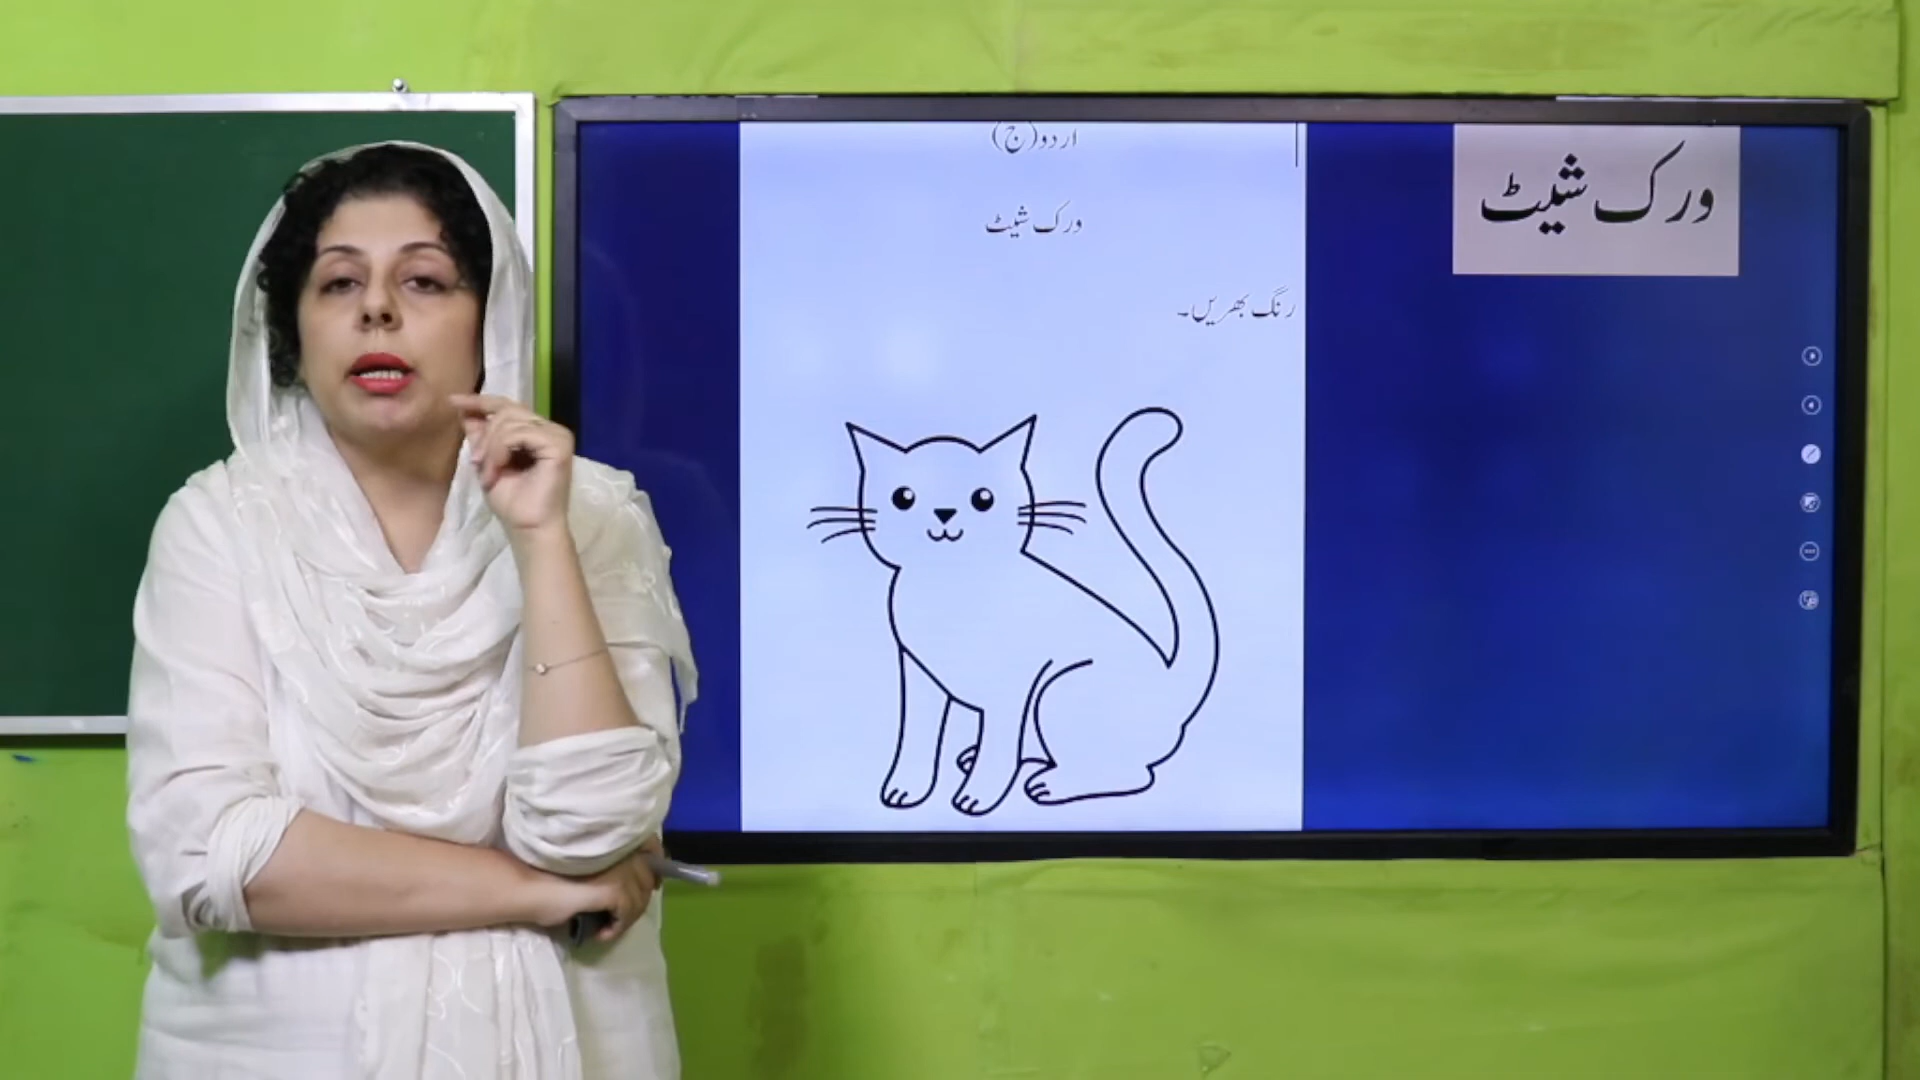 اردو(ج)
ورک شیٹ
ورک شیٹ
رنگ بھریں۔